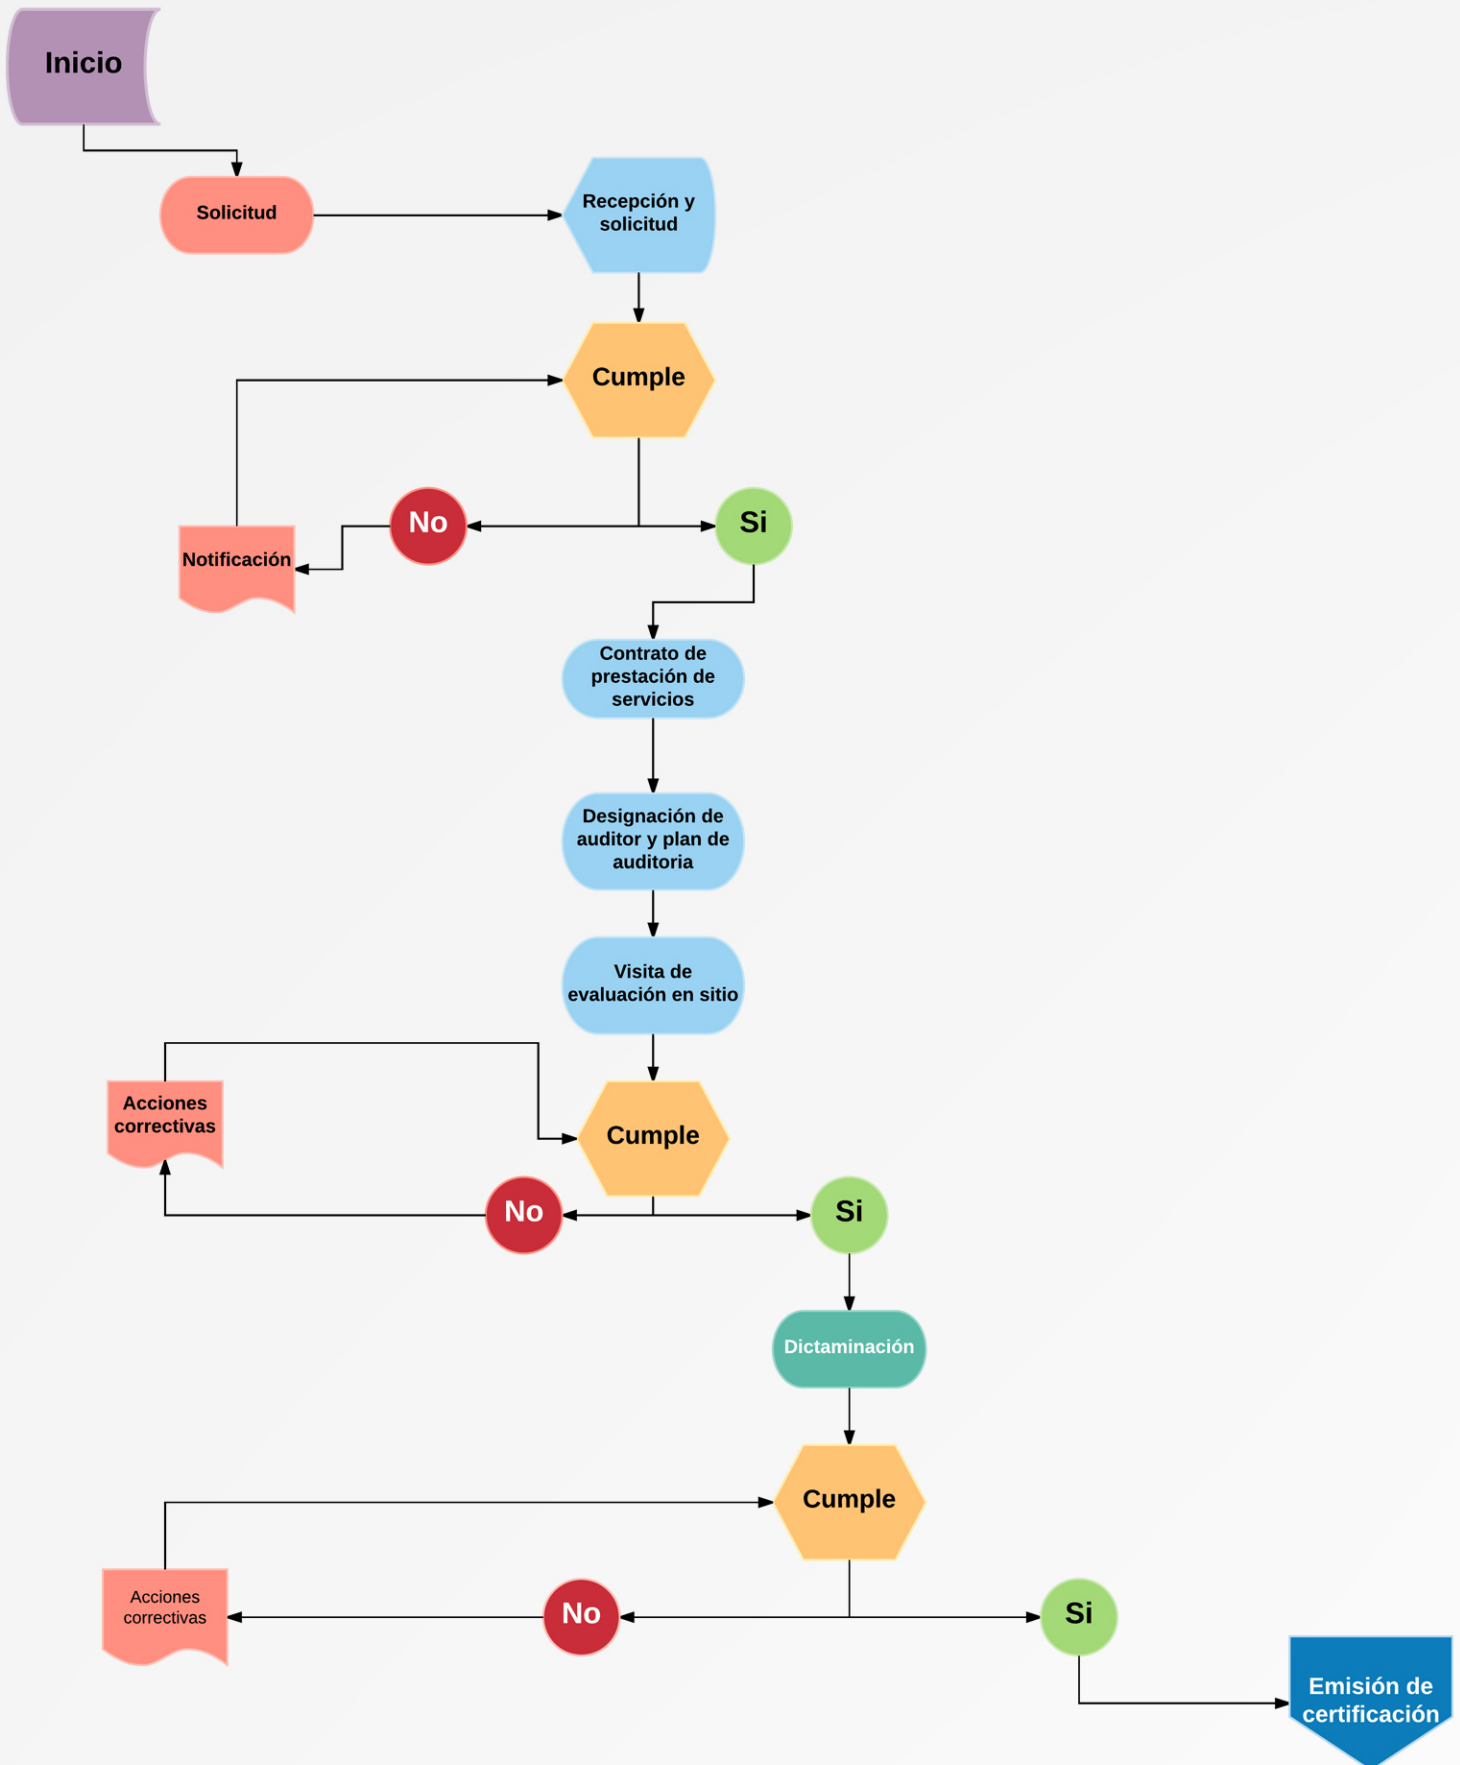 Inicio
Solicitud
Recepción y
solicitud
Cumple
No
Si
Notificación
Contrato de
prestación de
servicios
Designación de
auditor y plan de
auditoria
Visita de
evaluación en sitio
Acciones
correctivas
Cumple
No
Si
Dictaminación
Cumple
Acciones
correctivas
No
Si
Emisión de
certificación